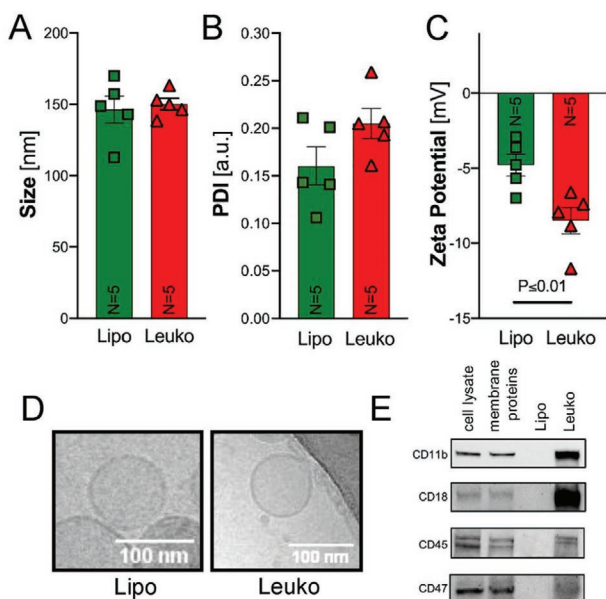 A
Size [nm]
200
150
100
50
0
N=5
N=5
Lipo
Leuko
B
PDI [a.u.]
0.30
0.25
0.20
0.15
0.10
0.05
0.00
N=5
N=5
Lipo
Leuko
C
Zeta Potential [mV]
0
-5
-10
-15
N=5
N=5
P≤0.01
Lipo
Leuko
D
100 nm
100 nm
Lipo
Leuko
E
cell lysate
membrane
proteins
Lipo
Leuko
CD11b
CD18
CD45
CD47